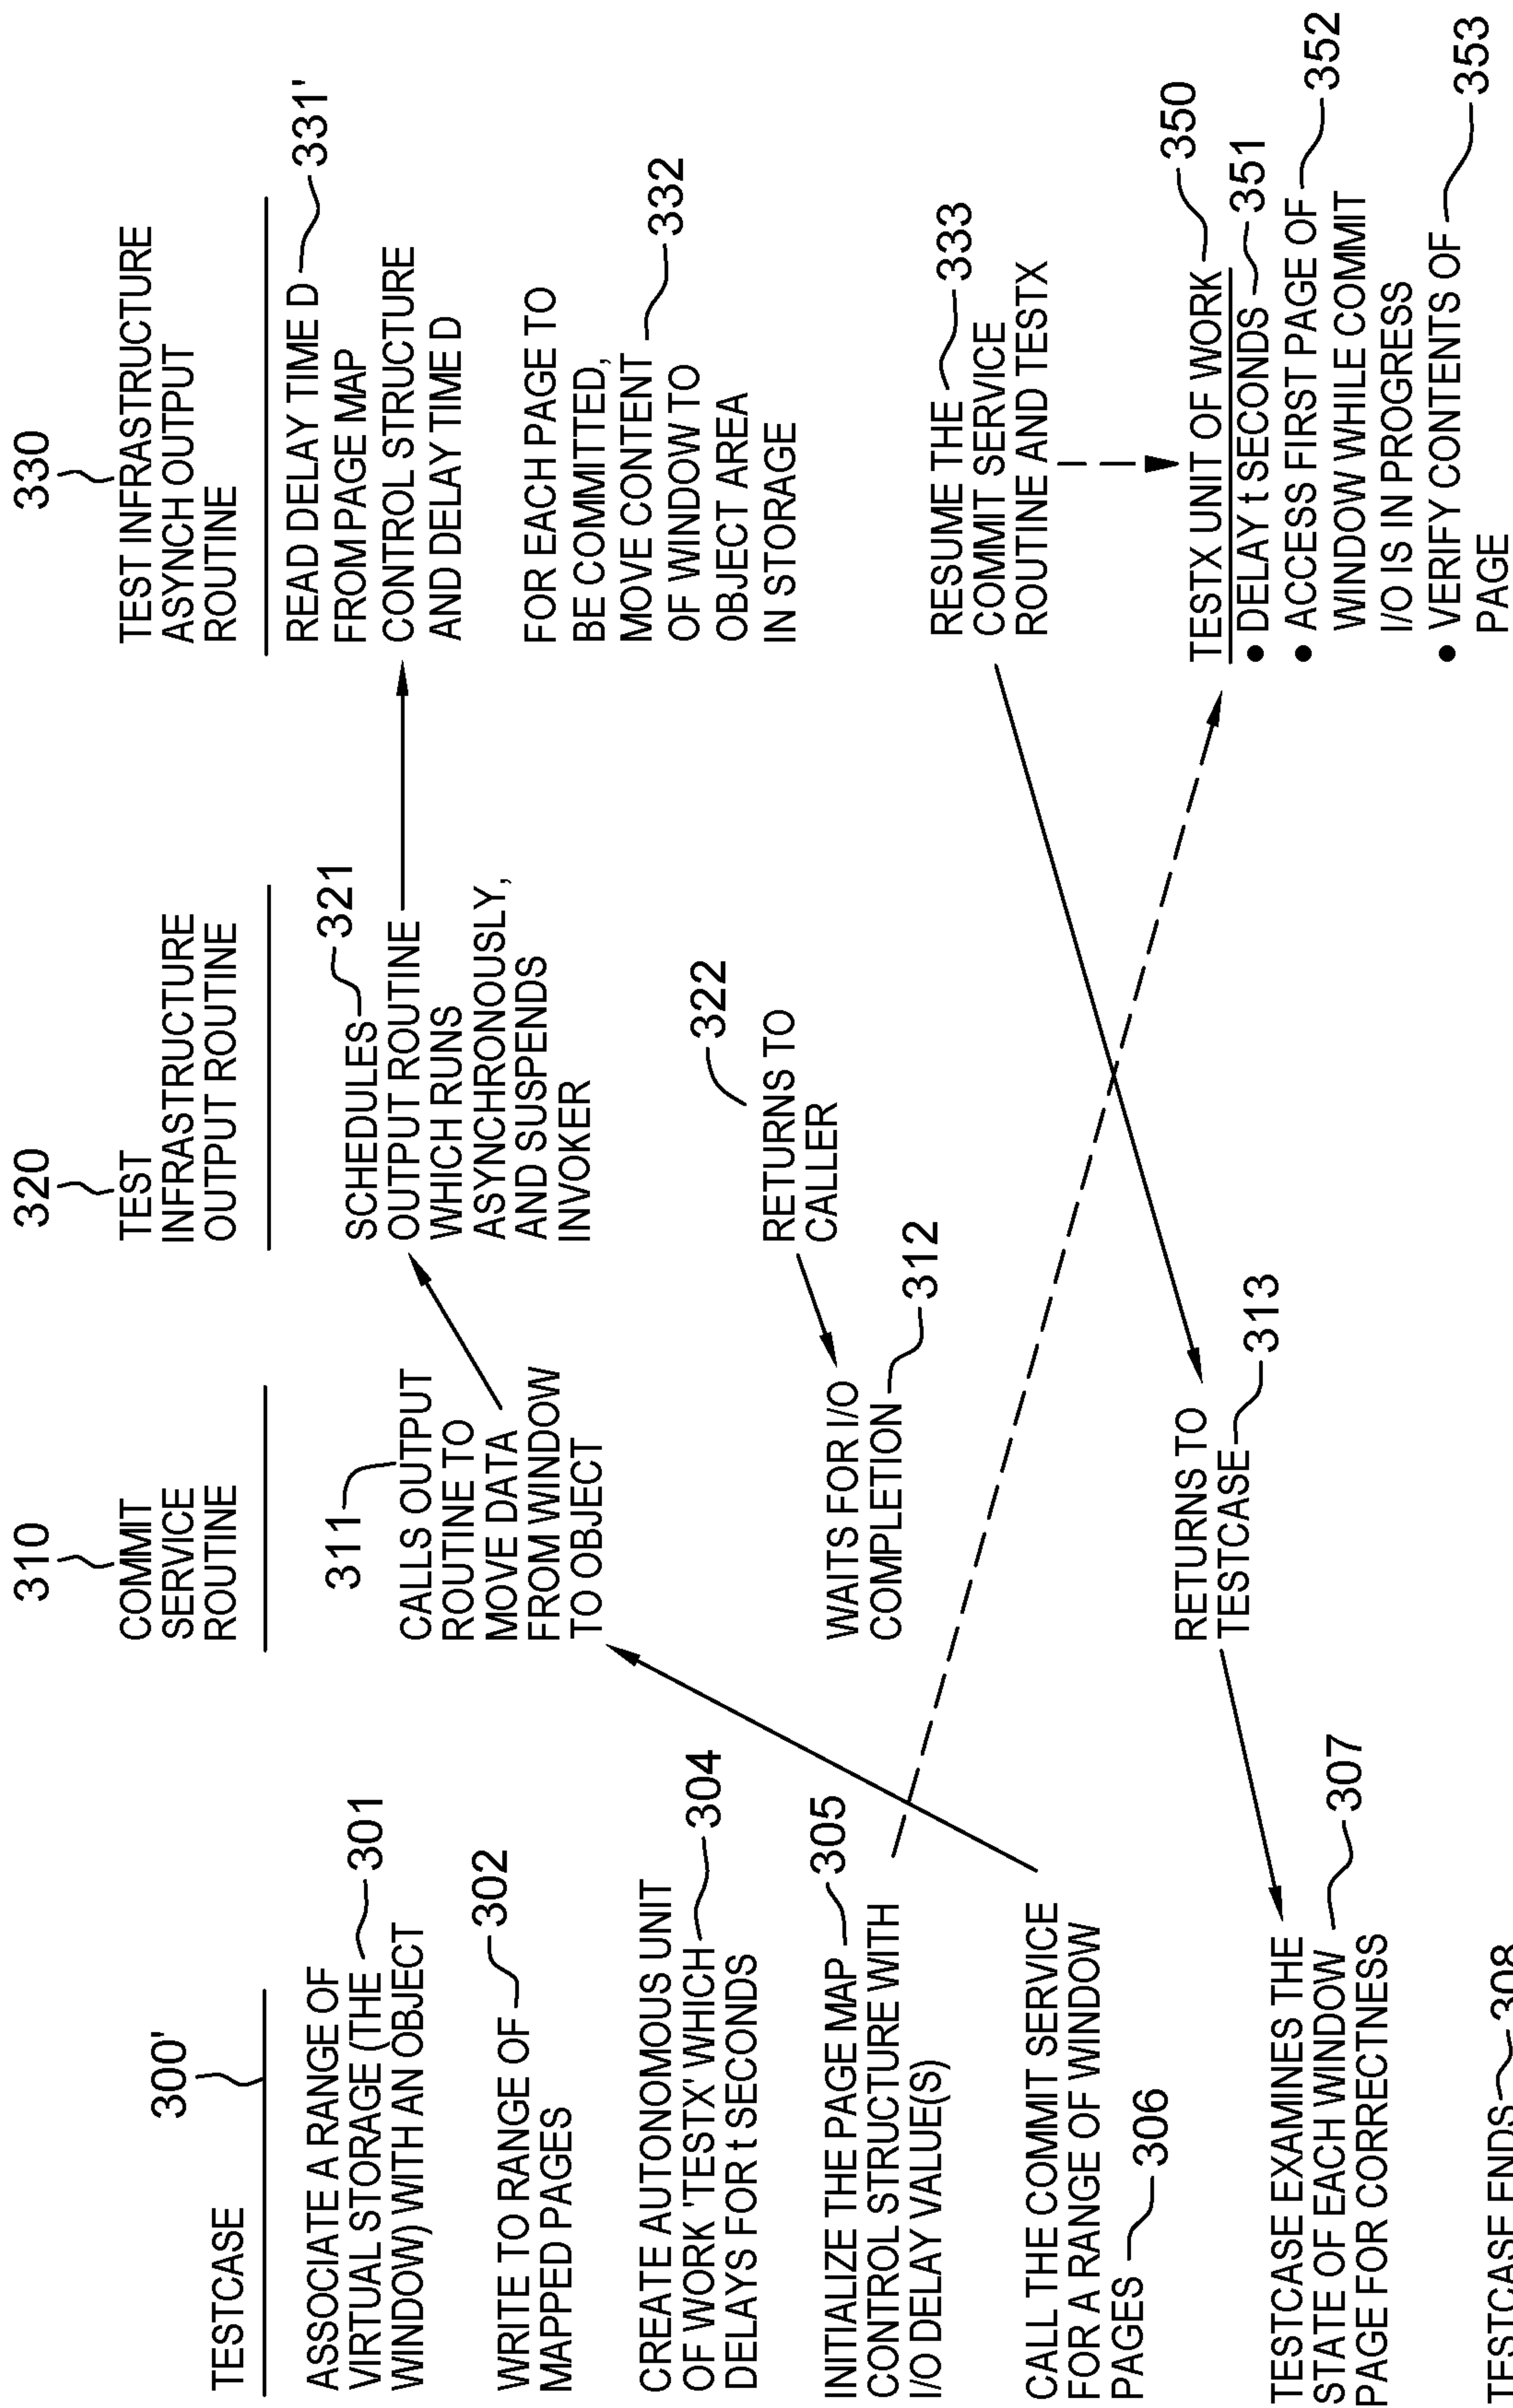 300'
TESTCASE
ASSOCIATE A RANGE OF
VIRTUAL STORAGE (THE
WINDOW) WITH AN OBJECT
301
WRITE TO RANGE OF
MAPPED PAGES
302
CREATE AUTONOMOUS UNIT
OF WORK 'TESTX' WHICH
DELAYS FOR t SECONDS
304
INITIALIZE THE PAGE MAP
CONTROL STRUCTURE WITH
I/O DELAY VALUE(S)
305
CALL THE COMMIT SERVICE
FOR A RANGE OF WINDOW
PAGES
306
TESTCASE EXAMINES THE
STATE OF EACH WINDOW
PAGE FOR CORRECTNESS
307
TESTCASE ENDS
308
310
COMMIT
SERVICE
ROUTINE
311
CALLS OUTPUT
ROUTINE TO
MOVE DATA
FROM WINDOW
TO OBJECT
WAITS FOR I/O
COMPLETION
312
RETURNS TO
TESTCASE
313
320
TEST
INFRASTRUCTURE
OUTPUT ROUTINE
SCHEDULES
OUTPUT ROUTINE
WHICH RUNS
ASYNCHRONOUSLY,
AND SUSPENDS
INVOKER
321
322
RETURNS TO
CALLER
330
TEST INFRASTRUCTURE
ASYNCH OUTPUT
ROUTINE
READ DELAY TIME D
FROM PAGE MAP
CONTROL STRUCTURE
AND DELAY TIME D
331'
FOR EACH PAGE TO
BE COMMITTED,
MOVE CONTENT
OF WINDOW TO
OBJECT AREA
IN STORAGE
332
RESUME THE
COMMIT SERVICE
ROUTINE AND TESTX
333
TESTX UNIT OF WORK
350
• DELAY t SECONDS
351
• ACCESS FIRST PAGE OF
WINDOW WHILE COMMIT
I/O IS IN PROGRESS
352
• VERIFY CONTENTS OF
PAGE
353